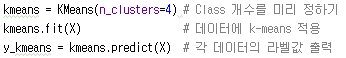 kmeans = KMeans(n_clusters=4) # Class 개수를 미리 정하기
kmeans.fit(X) # 데이터에 k-means 적용
y_kmeans = kmeans.predict(X) # 각 데이터의 라벨값 출력